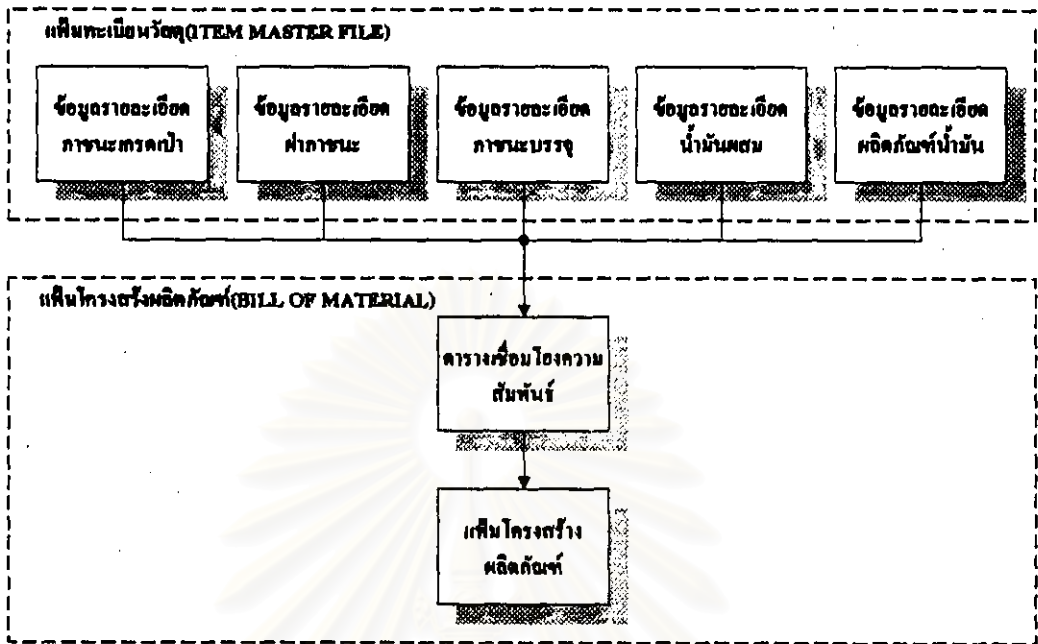 แฟ้มทะเบียนวัสดุ(ITEM MASTER FILE)
ข้อมูลรายละเอียด
ภาชนะเกรดเป้า
ข้อมูลรายละเอียด
ฝาภาชนะ
ข้อมูลรายละเอียด
ภาชนะบรรจุ
ข้อมูลรายละเอียด
น้ำมันผสม
ข้อมูลรายละเอียด
ผลิตภัณฑ์น้ำมัน
แฟ้มโครงสร้งผลิตภัณฑ์(BILL OF MATERIAL)
ตารางเชื่อมโยงความ
สัมพันธ์
แฟ้มโครงสร้าง
ผลิตภัณฑ์